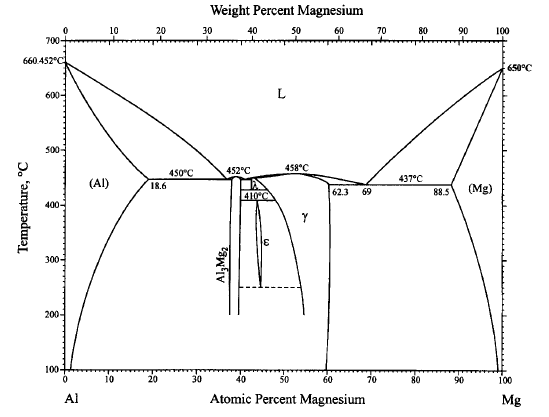 Weight Percent Magnesium
0 10 20 30 40 50 60 70 80 90 100
700
660.452°C
650°C
600
L
500
450°C 452°C 458°C 437°C
(Al) 18.6 62.3 69 88.5 (Mg)
400
410°C
γ
ε
300
Al3Mg2
200
100
Temperature, °C
0 10 20 30 40 50 60 70 80 90 100
Al Atomic Percent Magnesium Mg